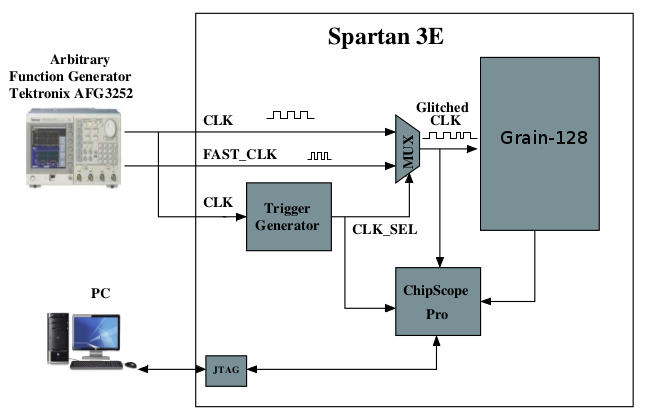 Spartan 3E
Arbitrary
Function Generator
Tektronix AFG3252
CLK
FAST_CLK
CLK
Trigger
Generator
CLK_SEL
MUX
Glitched
CLK
Grain-128
ChipScope
Pro
PC
JTAG